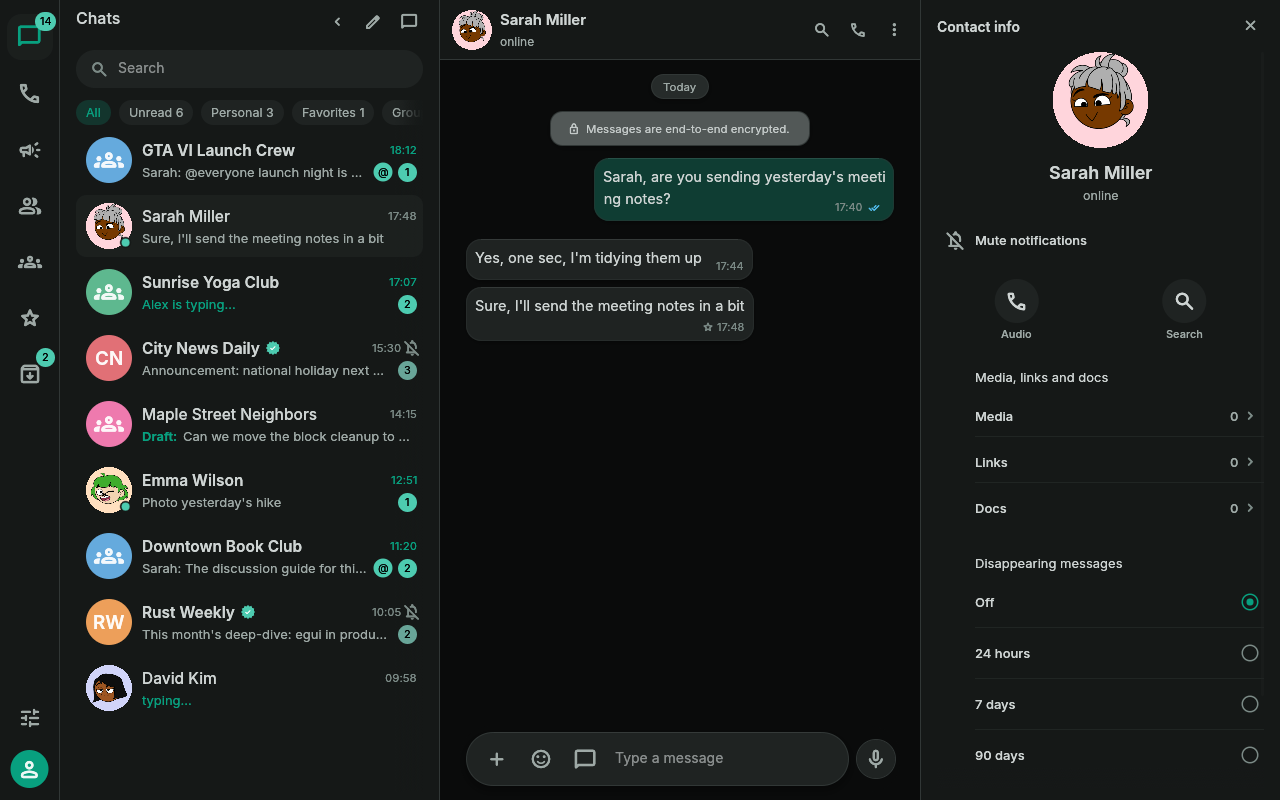 14
2
Chats
Search
All
Unread 6
Personal 3
Favorites 1
GTA VI Launch Crew
18:12
Sarah: @everyone launch night is ...
@
1
Sarah Miller
17:48
Sure, I'll send the meeting notes in a bit
Sunrise Yoga Club
17:07
Alex is typing...
2
CN
City News Daily
15:30
Announcement: national holiday next ...
3
Maple Street Neighbors
14:15
Draft: Can we move the block cleanup to ...
Emma Wilson
12:51
Photo yesterday's hike
1
Downtown Book Club
11:20
Sarah: The discussion guide for thi...
@
2
RW
Rust Weekly
10:05
This month's deep-dive: egui in produ...
2
David Kim
09:58
typing...
Sarah Miller
online
Today
Messages are end-to-end encrypted.
Sarah, are you sending yesterday's meeti
ng notes?
17:40
Yes, one sec, I'm tidying them up
17:44
Sure, I'll send the meeting notes in a bit
17:48
Type a message
Contact info
Sarah Miller
online
Mute notifications
Audio
Search
Media, links and docs
Media
0
Links
0
Docs
0
Disappearing messages
Off
24 hours
7 days
90 days